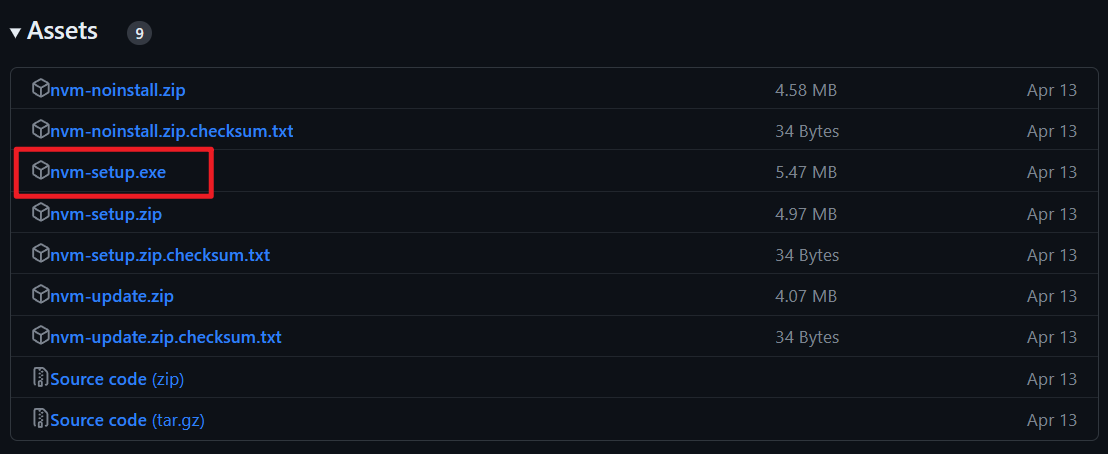 Assets 9
nvm-noinstall.zip 4.58 MB Apr 13
nvm-noinstall.zip.checksum.txt 34 Bytes Apr 13
nvm-setup.exe 5.47 MB Apr 13
nvm-setup.zip 4.97 MB Apr 13
nvm-setup.zip.checksum.txt 34 Bytes Apr 13
nvm-update.zip 4.07 MB Apr 13
nvm-update.zip.checksum.txt 34 Bytes Apr 13
Source code (zip) Apr 13
Source code (tar.gz) Apr 13